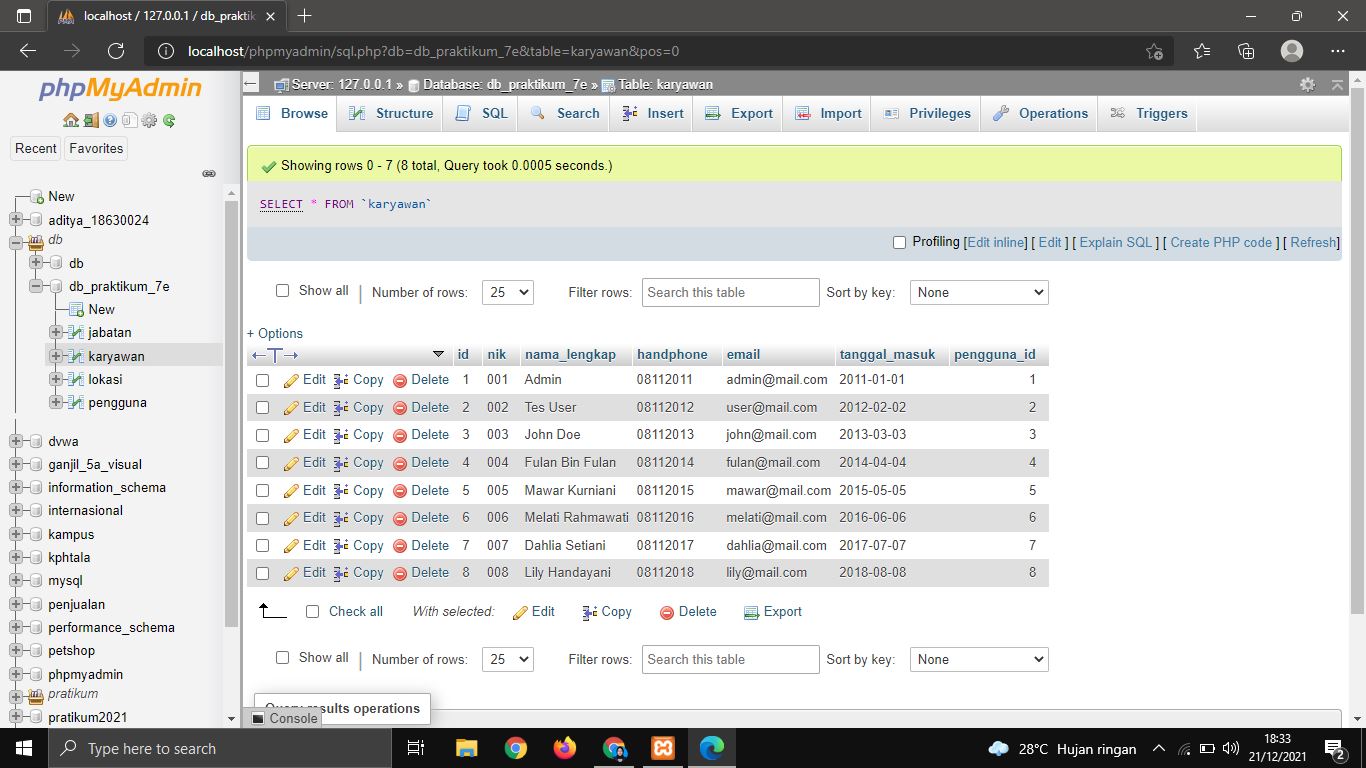 localhost / 127.0.0.1 / db_praktik
localhost/phpmyadmin/sql.php?db=db_praktikum_7e&table=karyawan&pos=0
phpMyAdmin
Recent Favorites
New
aditya_18630024
db
db
db_praktikum_7e
New
jabatan
karyawan
lokasi
pengguna
dvwa
ganjil_5a_visual
information_schema
internasional
kampus
kphtala
mysql
penjualan
performance_schema
petshop
phpmyadmin
pratikum
pratikum2021
Server: 127.0.0.1 » Database: db_praktikum_7e » Table: karyawan
Browse Structure SQL Search Insert Export Import Privileges Operations Triggers
Showing rows 0 - 7 (8 total, Query took 0.0005 seconds.)
SELECT * FROM `karyawan`
Profiling [Edit inline] [ Edit ] [ Explain SQL ] [ Create PHP code ] [ Refresh]
Show all | Number of rows: 25 Filter rows: Search this table Sort by key: None
+ Options
←T→ id nik nama_lengkap handphone email tanggal_masuk pengguna_id
Edit Copy Delete 1 001 Admin 08112011 admin@mail.com 2011-01-01 1
Edit Copy Delete 2 002 Tes User 08112012 user@mail.com 2012-02-02 2
Edit Copy Delete 3 003 John Doe 08112013 john@mail.com 2013-03-03 3
Edit Copy Delete 4 004 Fulan Bin Fulan 08112014 fulan@mail.com 2014-04-04 4
Edit Copy Delete 5 005 Mawar Kurniani 08112015 mawar@mail.com 2015-05-05 5
Edit Copy Delete 6 006 Melati Rahmawati 08112016 melati@mail.com 2016-06-06 6
Edit Copy Delete 7 007 Dahlia Setiani 08112017 dahlia@mail.com 2017-07-07 7
Edit Copy Delete 8 008 Lily Handayani 08112018 lily@mail.com 2018-08-08 8
Check all With selected: Edit Copy Delete Export
Show all | Number of rows: 25 Filter rows: Search this table Sort by key: None
Query results operations
Console
Type here to search
28°C Hujan ringan
18:33
21/12/2021
2